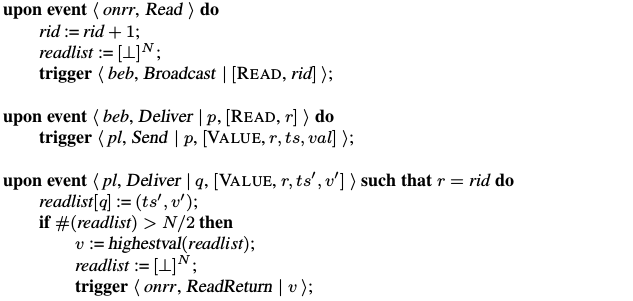 upon event ⟨ onrr, Read ⟩ do
rid := rid + 1;
readlist := [⊥]^N;
trigger ⟨ beb, Broadcast | [READ, rid] ⟩;
upon event ⟨ beb, Deliver | p, [READ, r] ⟩ do
trigger ⟨ pl, Send | p, [VALUE, r, ts, val] ⟩;
upon event ⟨ pl, Deliver | q, [VALUE, r, ts′, v′] ⟩ such that r = rid do
readlist[q] := (ts′, v′);
if #(readlist) > N/2 then
v := highestval(readlist);
readlist := [⊥]^N;
trigger ⟨ onrr, ReadReturn | v ⟩;